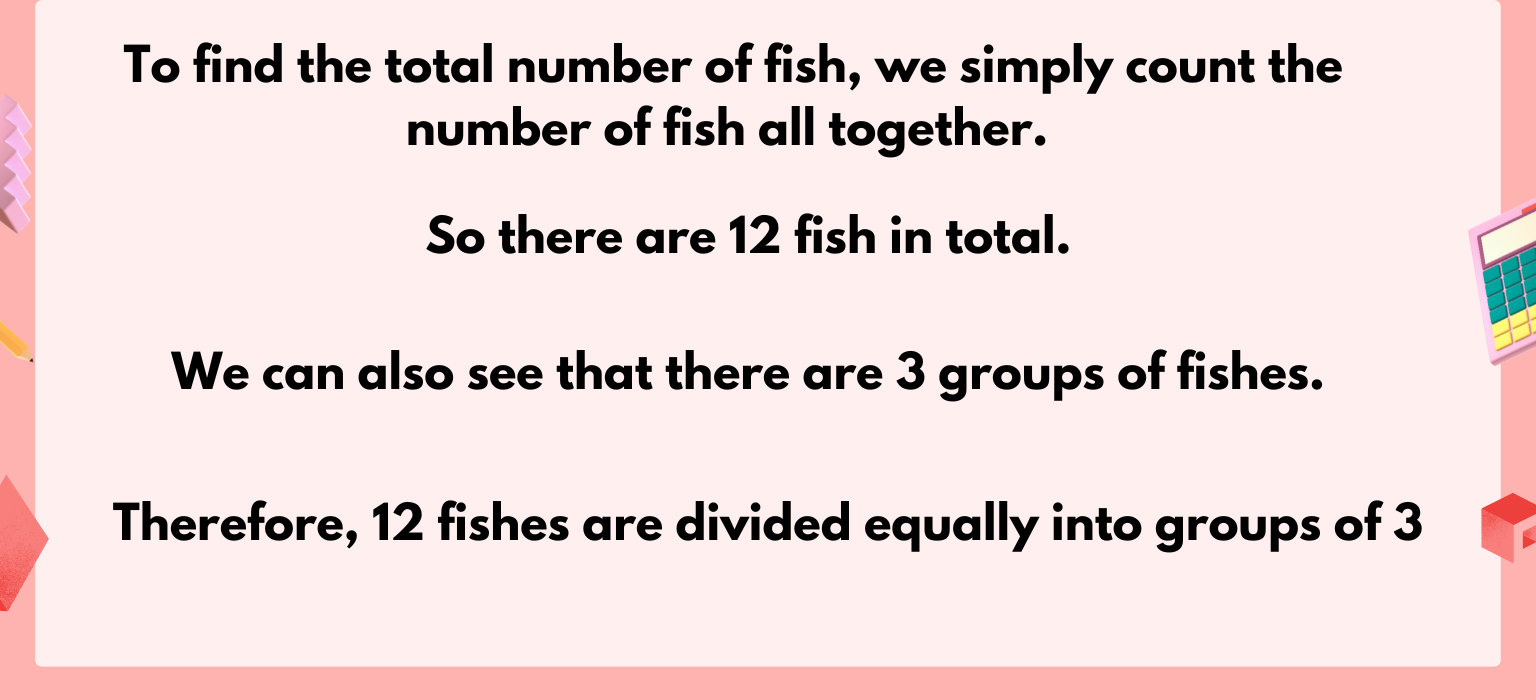 To find the total number of fish, we simply count the
number of fish all together.
So there are 12 fish in total.
We can also see that there are 3 groups of fishes.
Therefore, 12 fishes are divided equally into groups of 3